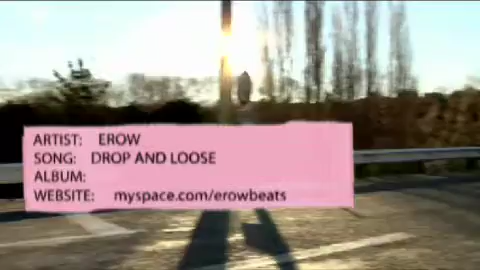 ARTIST: EROW
SONG: DROP AND LOOSE
ALBUM:
WEBSITE: myspace.com/erowbeats